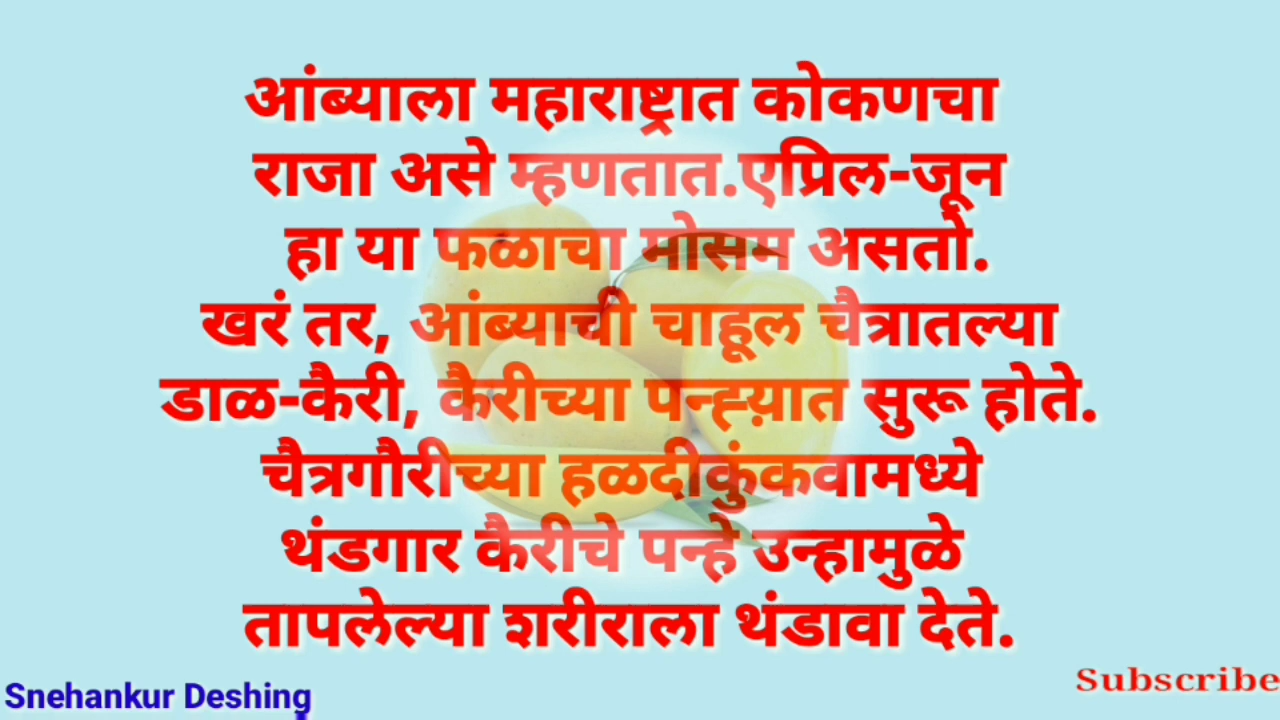 आंब्याला महाराष्ट्रात कोकणचा
राजा असे म्हणतात.एप्रिल-जून
हा या फळाचा मोसम असतो.
खरं तर, आंब्याची चाहूल चैत्रातल्या
डाळ-कैरी, कैरीच्या पन्ह्य़ात सुरू होते.
चैत्रगौरीच्या हळदीकुंकवामध्ये
थंडगार कैरीचे पन्हे उन्हामुळे
तापलेल्या शरीराला थंडावा देते.
Snehankur Deshing
Subscribe